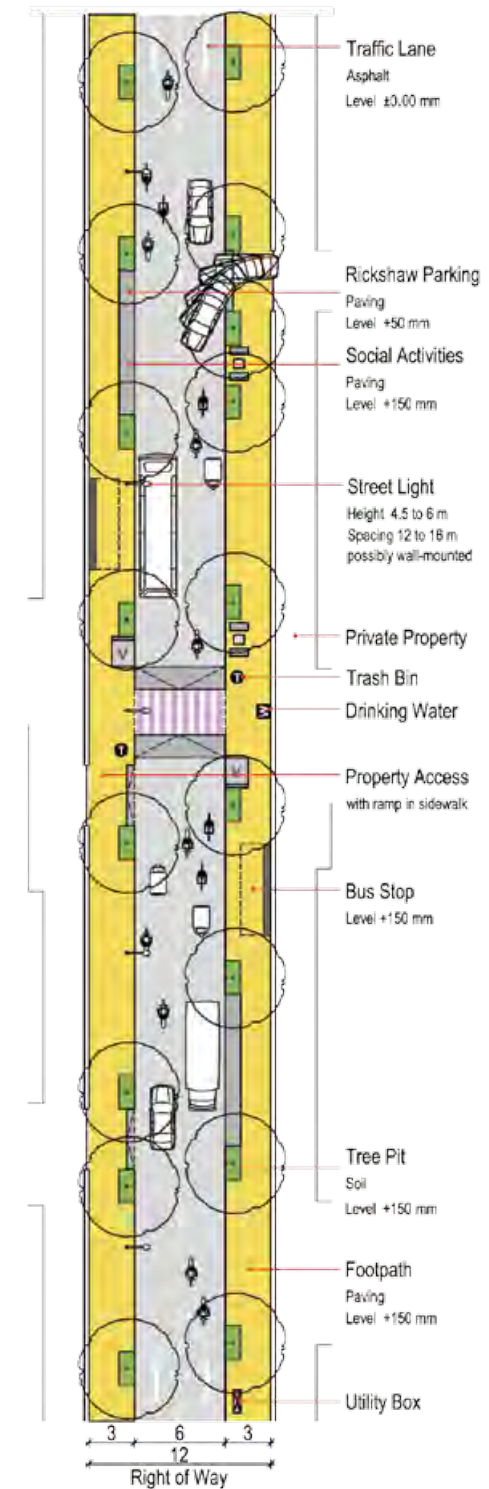 Traffic Lane
Asphalt
Level ±0.00 mm
Rickshaw Parking
Paving
Level +50 mm
Social Activities
Paving
Level +150 mm
Street Light
Height 4.5 to 6 m
Spacing 12 to 16 m
possibly wall-mounted
Private Property
V
Trash Bin
T
Drinking Water
W
T
Property Access
with ramp in sidewalk
V
Bus Stop
Level +150 mm
Tree Pit
Soil
Level +150 mm
Footpath
Paving
Level +150 mm
Utility Box
3 6 3
12
Right of Way